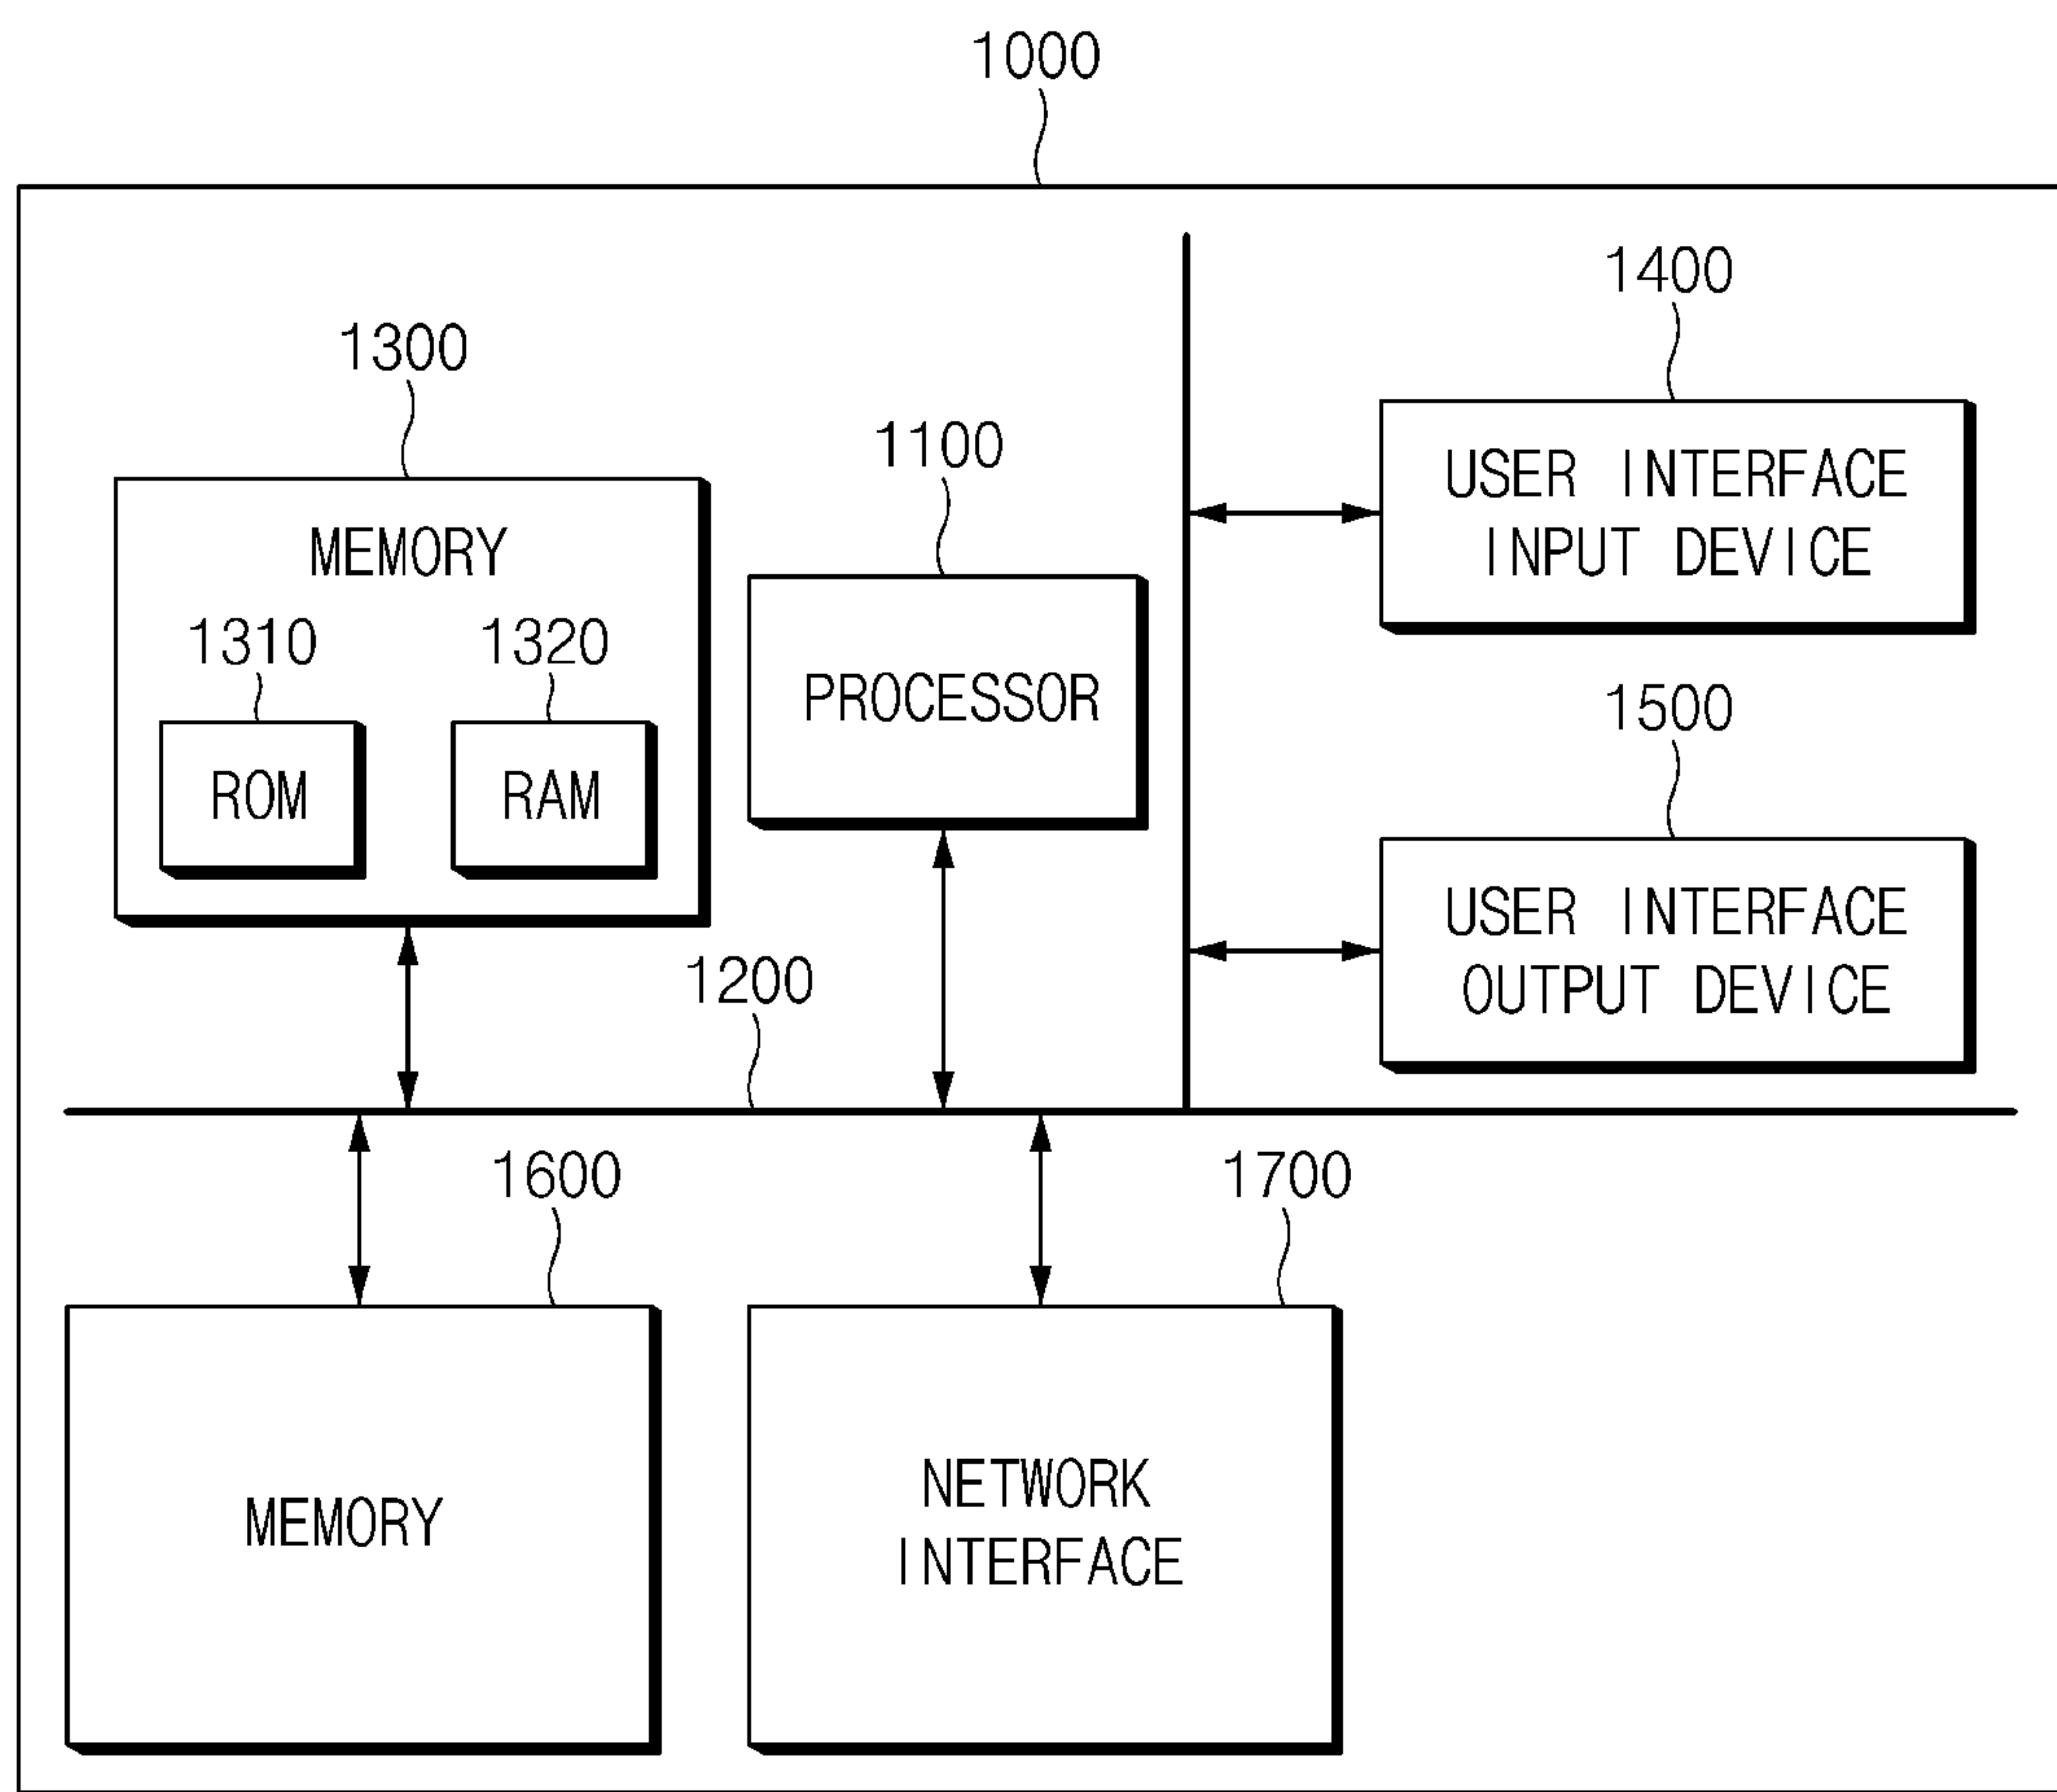 1000
1400
1300
1100
USER INTERFACE
INPUT DEVICE
MEMORY
1310
1320
PROCESSOR
1500
ROM
RAM
USER INTERFACE
OUTPUT DEVICE
1200
1600
1700
MEMORY
NETWORK
INTERFACE